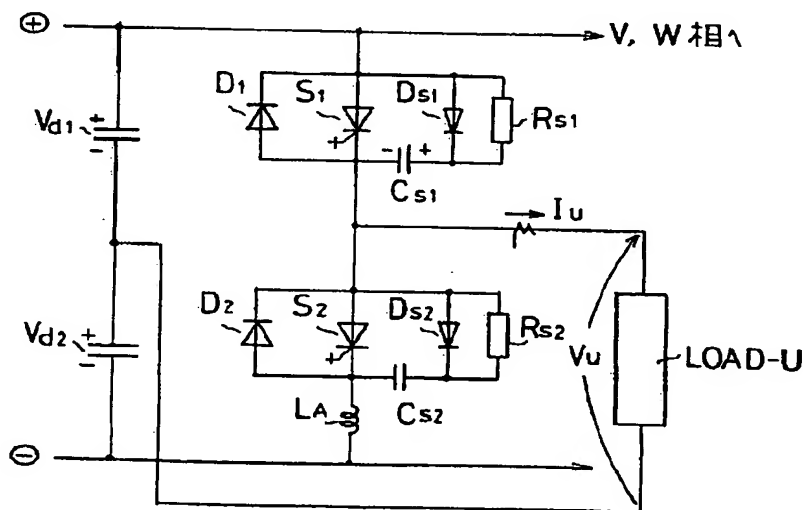 ⊕
V, W相へ
Vd1
+
-
D1
S1
Ds1
Rs1
+
- +
Cs1
Iu
Vd2
+
-
D2
S2
Ds2
Rs2
+
Cs2
LA
Vu
LOAD-U
⊖